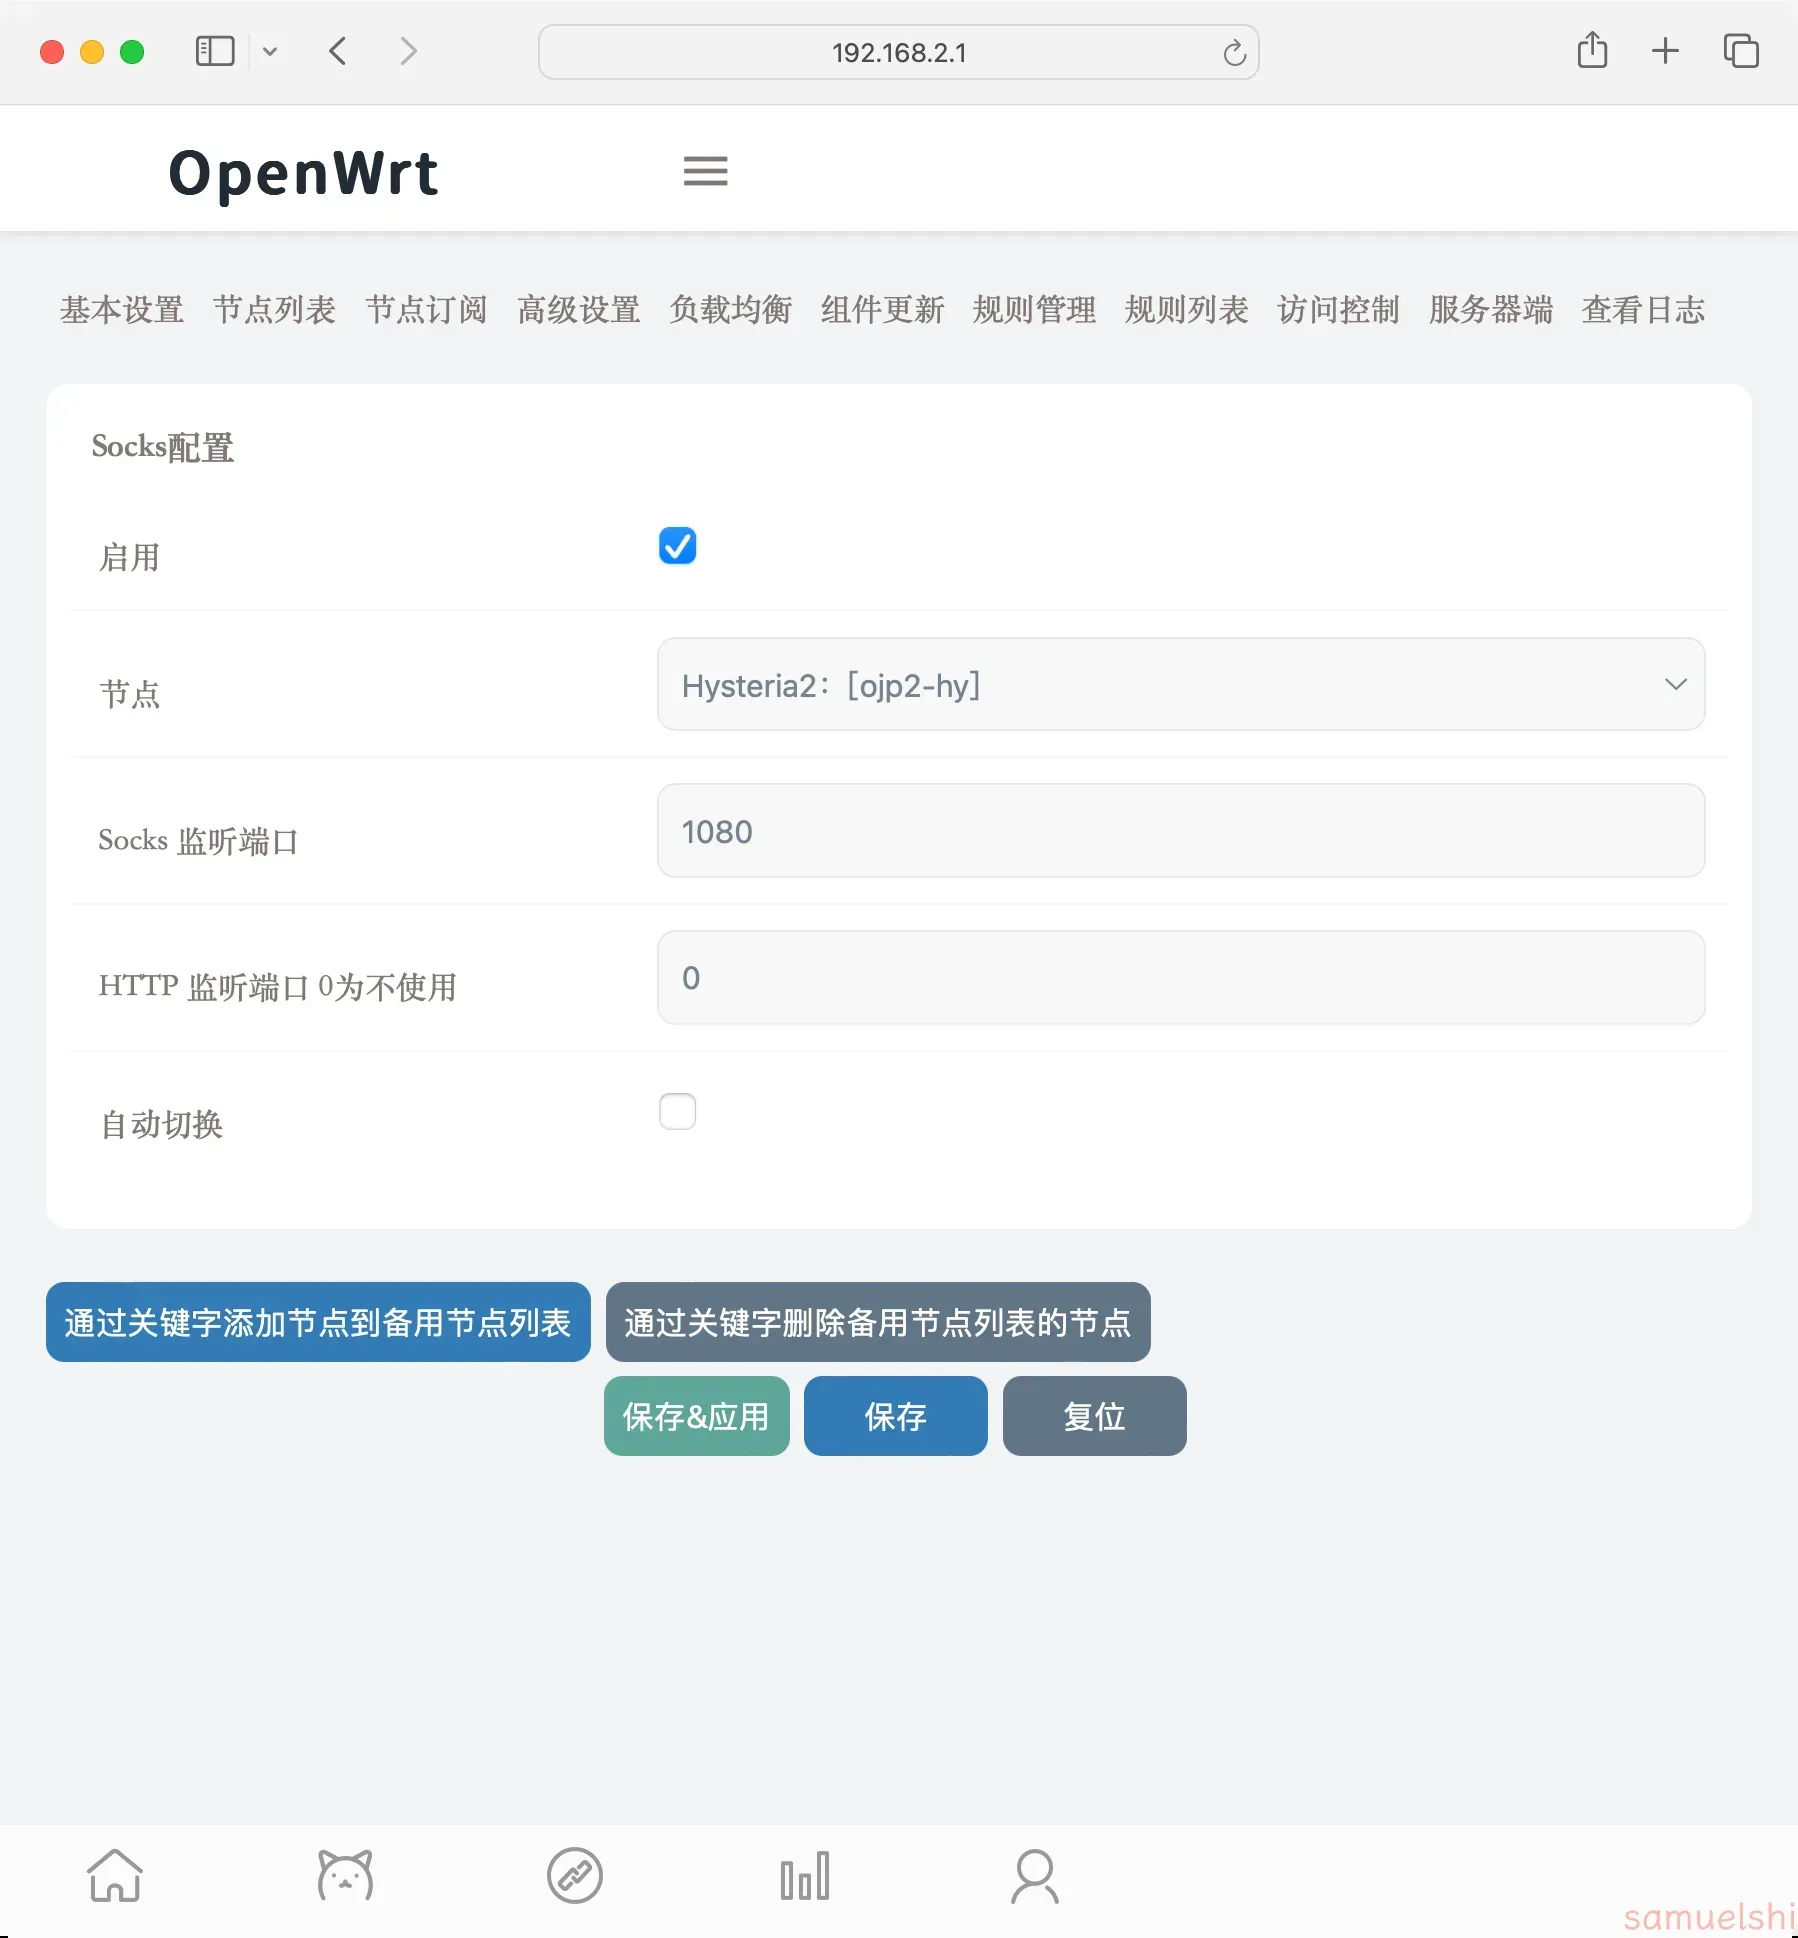 192.168.2.1
OpenWrt
基本设置 节点列表 节点订阅 高级设置 负载均衡 组件更新 规则管理 规则列表 访问控制 服务器端 查看日志
Socks配置
启用
节点 Hysteria2：[ojp2-hy]
Socks 监听端口 1080
HTTP 监听端口 0为不使用 0
自动切换
通过关键字添加节点到备用节点列表 通过关键字删除备用节点列表的节点
保存&应用 保存 复位
samuelshi